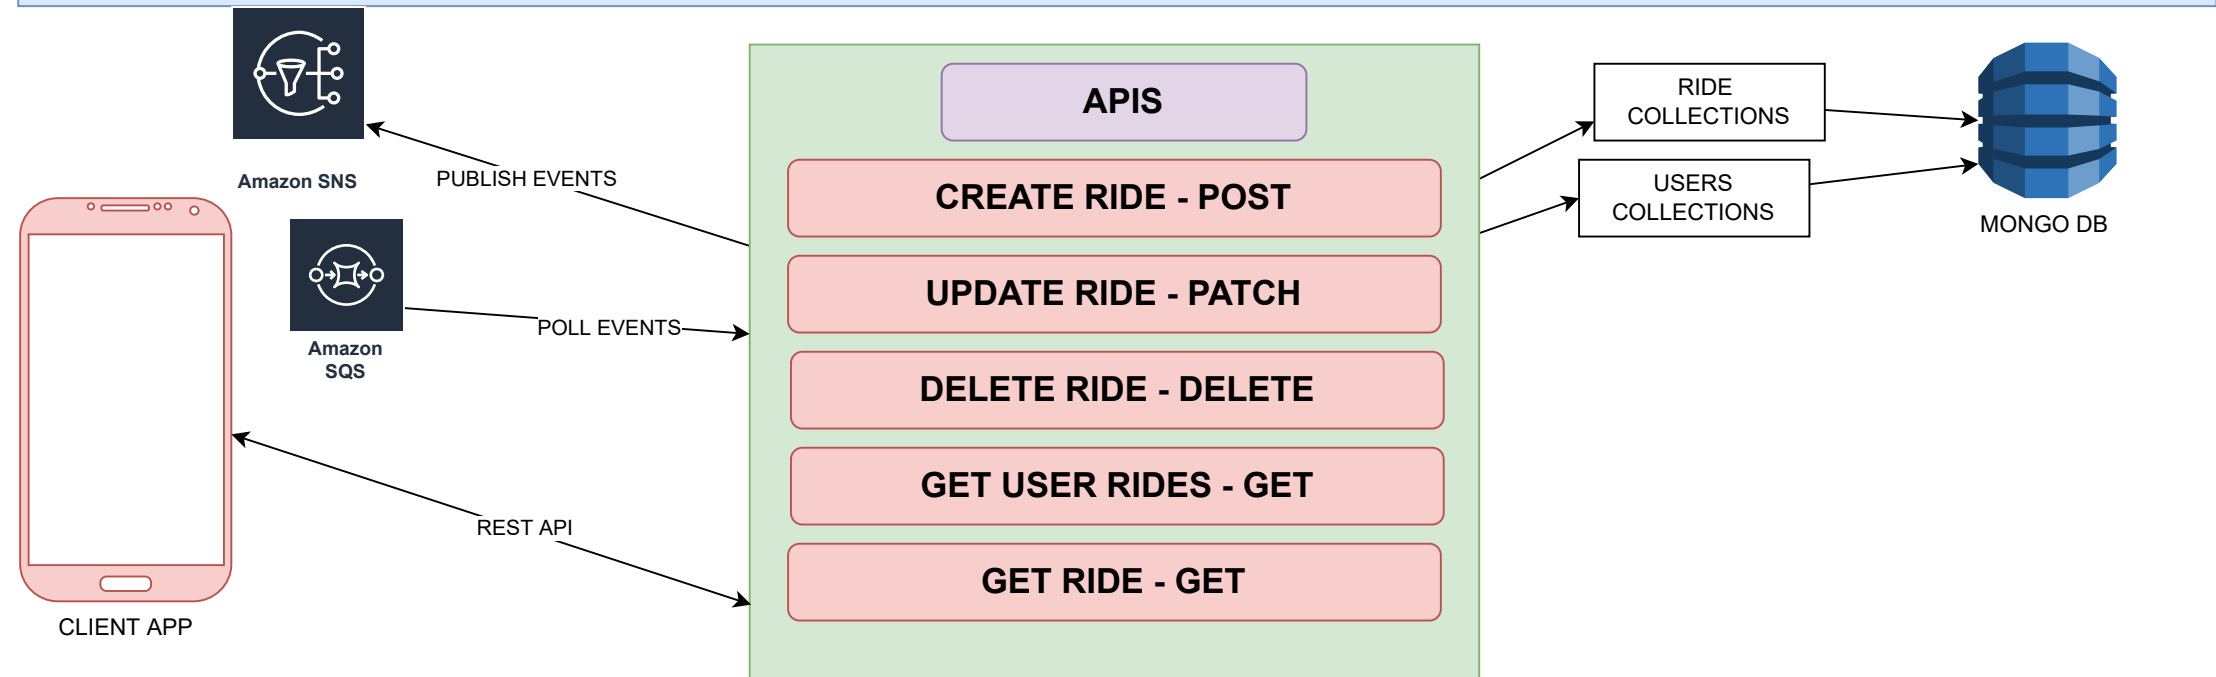 Amazon SNS
PUBLISH EVENTS
Amazon
SQS
POLL EVENTS
REST API
CLIENT APP
APIS
CREATE RIDE - POST
UPDATE RIDE - PATCH
DELETE RIDE - DELETE
GET USER RIDES - GET
GET RIDE - GET
RIDE
COLLECTIONS
USERS
COLLECTIONS
MONGO DB